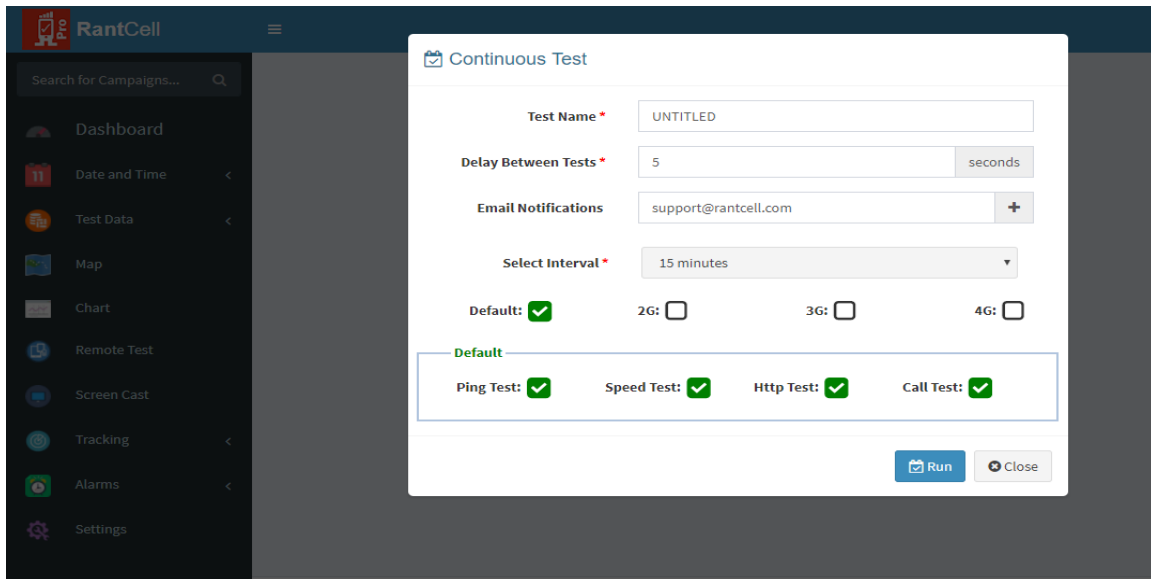 Pro
RantCell
Search for Campaigns...
Dashboard
11 Date and Time
Test Data
Map
Chart
Remote Test
Screen Cast
Tracking
Alarms
Settings
Continuous Test
Test Name * UNTITLED
Delay Between Tests * 5 seconds
Email Notifications support@rantcell.com +
Select Interval * 15 minutes
Default: 2G: 3G: 4G:
Default
Ping Test: Speed Test: Http Test: Call Test:
Run Close